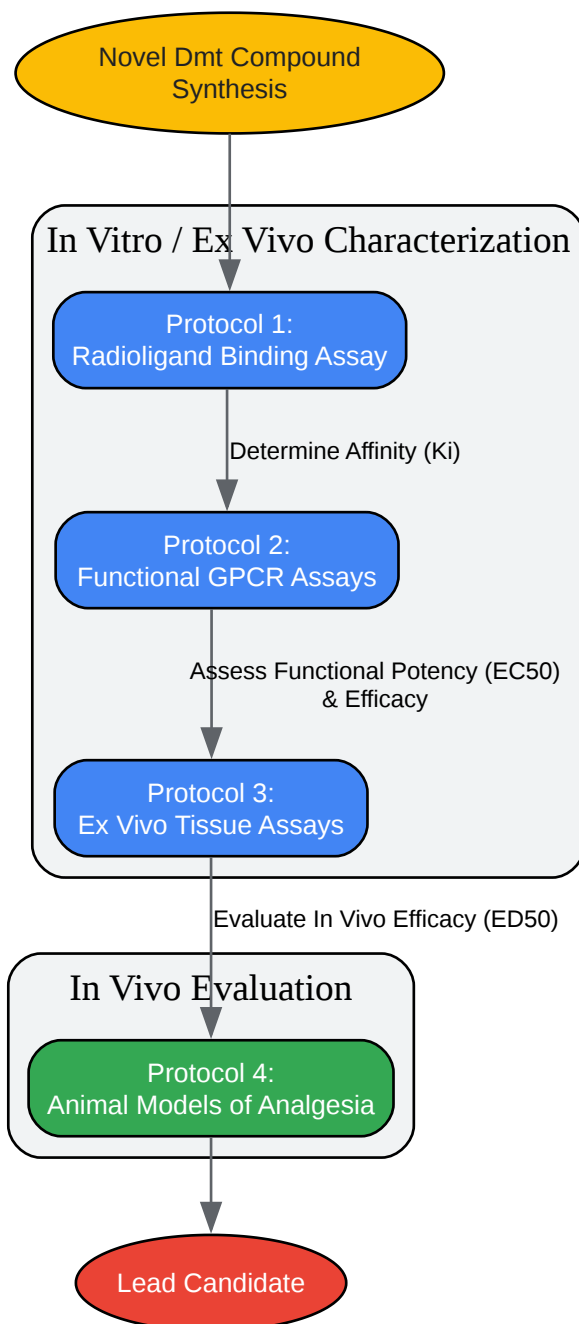 Novel Dmt Compound
Synthesis
In Vitro / Ex Vivo Characterization
Protocol 1:
Radioligand Binding Assay
Determine Affinity (Ki)
Protocol 2:
Functional GPCR Assays
Assess Functional Potency (EC50)
& Efficacy
Protocol 3:
Ex Vivo Tissue Assays
Evaluate In Vivo Efficacy (ED50)
In Vivo Evaluation
Protocol 4:
Animal Models of Analgesia
Lead Candidate